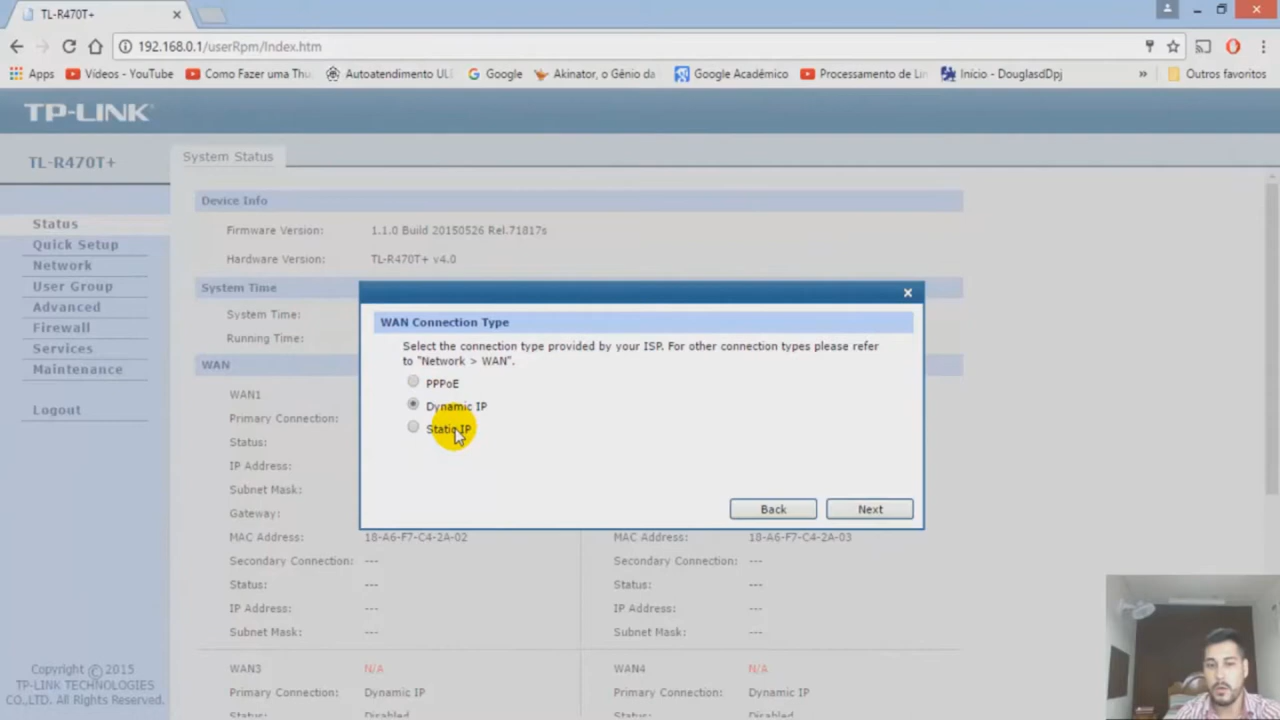 TL-R470T+
192.168.0.1/userRpm/Index.htm
Apps
Vídeos - YouTube
Como Fazer uma Thu
Autoatendimento UL
Google
Akinator, o Gênio da
Google Acadêmico
Processamento de Lin
Início - DouglasdDpj
»
Outros favoritos
TP-LINK
TL-R470T+
System Status
Status
Quick Setup
Network
User Group
Advanced
Firewall
Services
Maintenance
Logout
Copyright © 2015
TP-LINK TECHNOLOGIES
CO.,LTD. All Rights Reserved.
Device Info
Firmware Version: 1.1.0 Build 20150526 Rel.71817s
Hardware Version: TL-R470T+ v4.0
System Time
System Time:
Running Time:
WAN
WAN1
Primary Connection:
Status:
IP Address:
Subnet Mask:
Gateway:
WAN Connection Type
Select the connection type provided by your ISP. For other connection types please refer
to "Network > WAN".
PPPoE
Dynamic IP
Static IP
Back
Next
MAC Address: 18-A6-F7-C4-2A-02
MAC Address: 18-A6-F7-C4-2A-03
Secondary Connection: ---
Secondary Connection: ---
Status: ---
Status: ---
IP Address: ---
IP Address: ---
Subnet Mask: ---
Subnet Mask: ---
WAN3 N/A
WAN4 N/A
Primary Connection: Dynamic IP
Primary Connection: Dynamic IP
Status: Disabled
Status: Disabled